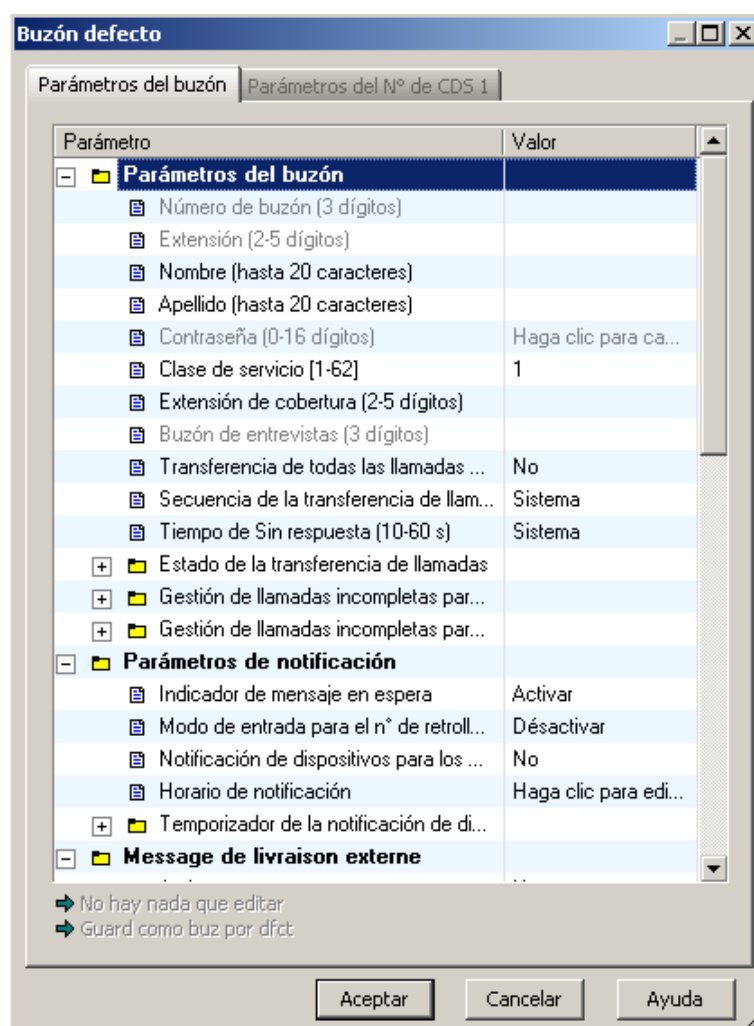 Buzón defecto
Parámetros del buzón Parámetros del Nº de CDS 1
Parámetro Valor
Parámetros del buzón
Número de buzón (3 dígitos)
Extensión (2-5 dígitos)
Nombre (hasta 20 caracteres)
Apellido (hasta 20 caracteres)
Contraseña (0-16 dígitos) Haga clic para ca...
Clase de servicio [1-62] 1
Extensión de cobertura (2-5 dígitos)
Buzón de entrevistas (3 dígitos)
Transferencia de todas las llamadas ... No
Secuencia de la transferencia de llam... Sistema
Tiempo de Sin respuesta (10-60 s) Sistema
Estado de la transferencia de llamadas
Gestión de llamadas incompletas par...
Gestión de llamadas incompletas par...
Parámetros de notificación
Indicador de mensaje en espera Activar
Modo de entrada para el n° de retroll... Désactivar
Notificación de dispositivos para los ... No
Horario de notificación Haga clic para edi...
Temporizador de la notificación de di...
Message de livraison externe
No hay nada que editar
Guard como buz por dfct
Aceptar Cancelar Ayuda